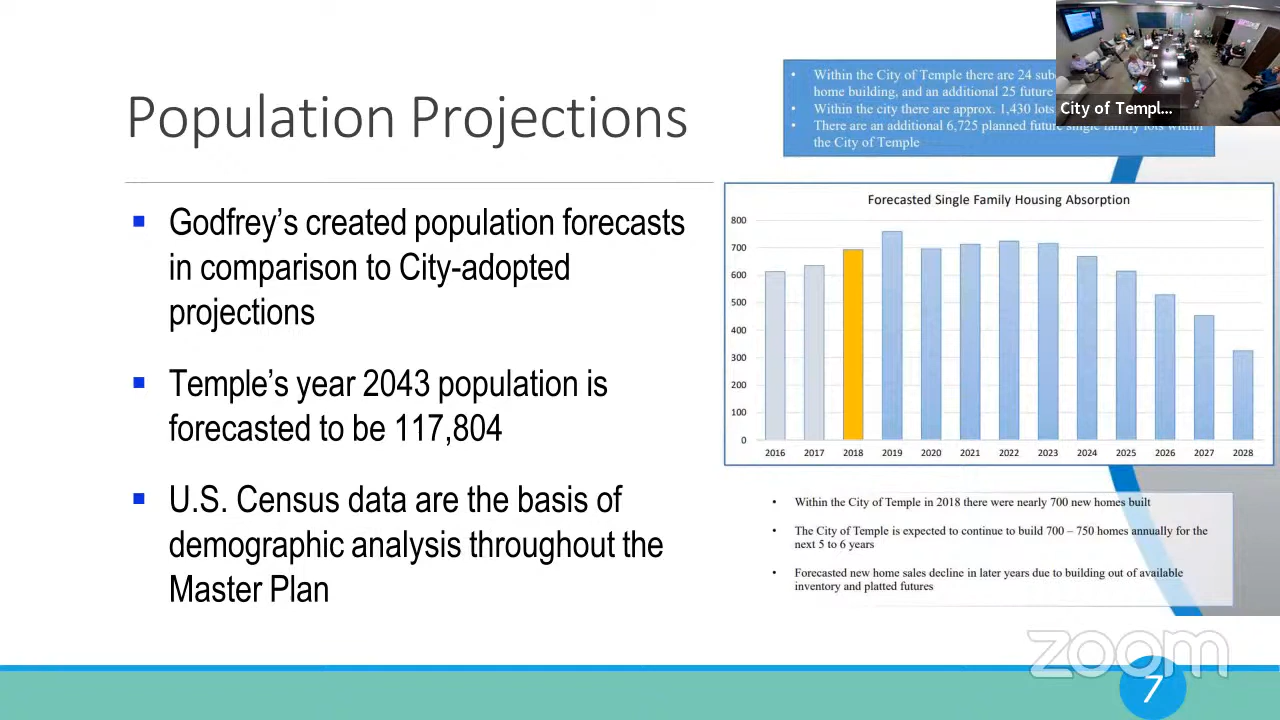 Population Projections
Godfrey's created population forecasts
in comparison to City-adopted
projections
Temple's year 2043 population is
forecasted to be 117,804
U.S. Census data are the basis of
demographic analysis throughout the
Master Plan
Within the City of Temple there are 24
home building, and an additional 25 future
Within the city there are approx. 1,430 lots
There are an additional 6,725 planned future single family lots within
the City of Temple
City of Templ...
Forecasted Single Family Housing Absorption
800
700
600
500
400
300
200
100
0
2016 2017 2018 2019 2020 2021 2022 2023 2024 2025 2026 2027 2028
Within the City of Temple in 2018 there were nearly 700 new homes built
The City of Temple is expected to continue to build 700 – 750 homes annually for the
next 5 to 6 years
Forecasted new home sales decline in later years due to building out of available
inventory and platted futures
zoom
7